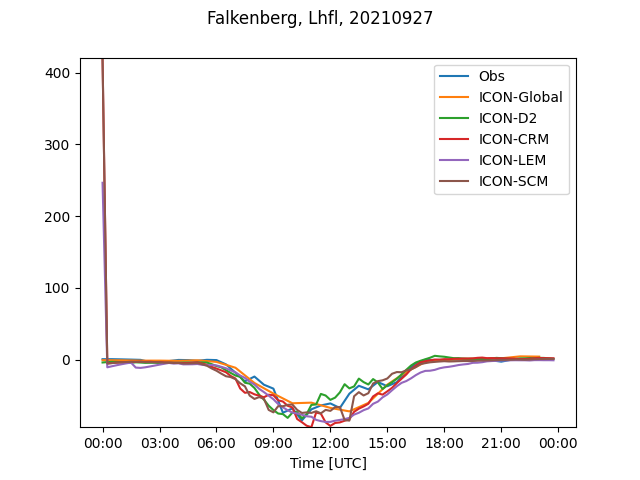 Falkenberg, Lhfl, 20210927
400
300
200
100
0
Obs
ICON-Global
ICON-D2
ICON-CRM
ICON-LEM
ICON-SCM
00:00 03:00 06:00 09:00 12:00 15:00 18:00 21:00 00:00
Time [UTC]